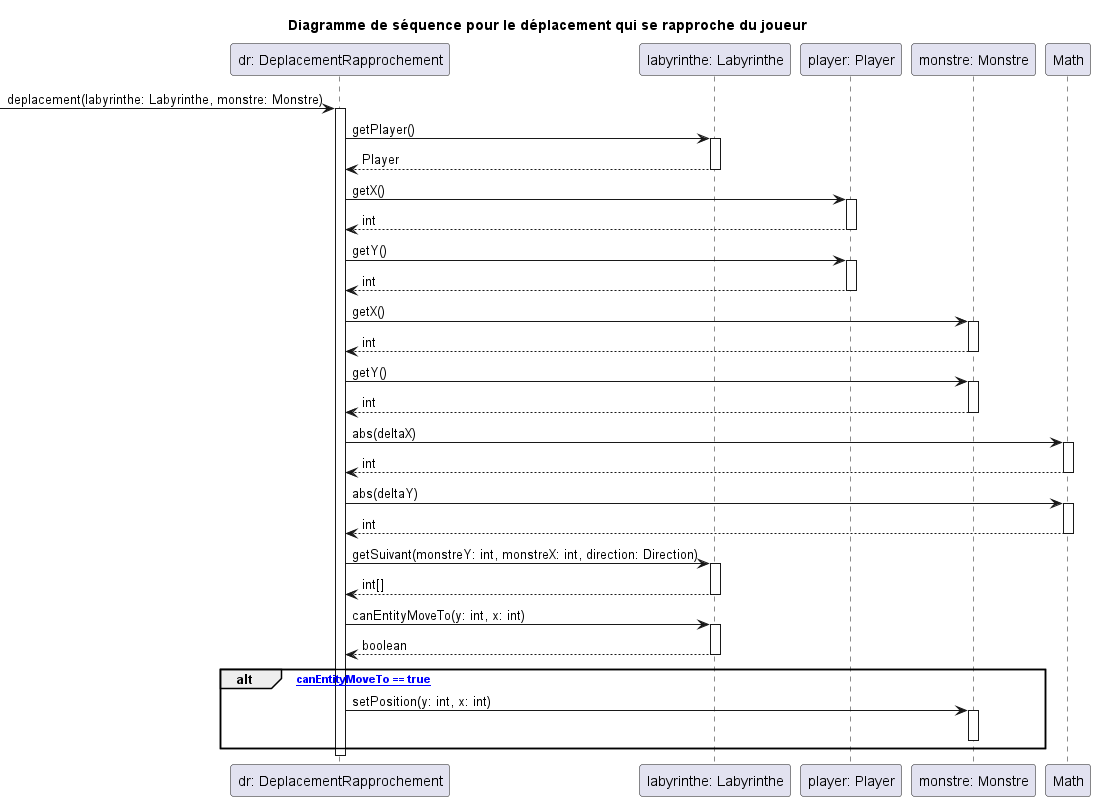 Diagramme de séquence pour le déplacement qui se rapproche du joueur
dr: DeplacementRapprochement
labyrinthe: Labyrinthe
player: Player
monstre: Monstre
Math
deplacement(labyrinthe: Labyrinthe, monstre: Monstre)
getPlayer()
Player
getX()
int
getY()
int
getX()
int
getY()
int
abs(deltaX)
int
abs(deltaY)
int
getSuivant(monstreY: int, monstreX: int, direction: Direction)
int[]
canEntityMoveTo(y: int, x: int)
boolean
alt
canEntityMoveTo == true
setPosition(y: int, x: int)
dr: DeplacementRapprochement
labyrinthe: Labyrinthe
player: Player
monstre: Monstre
Math